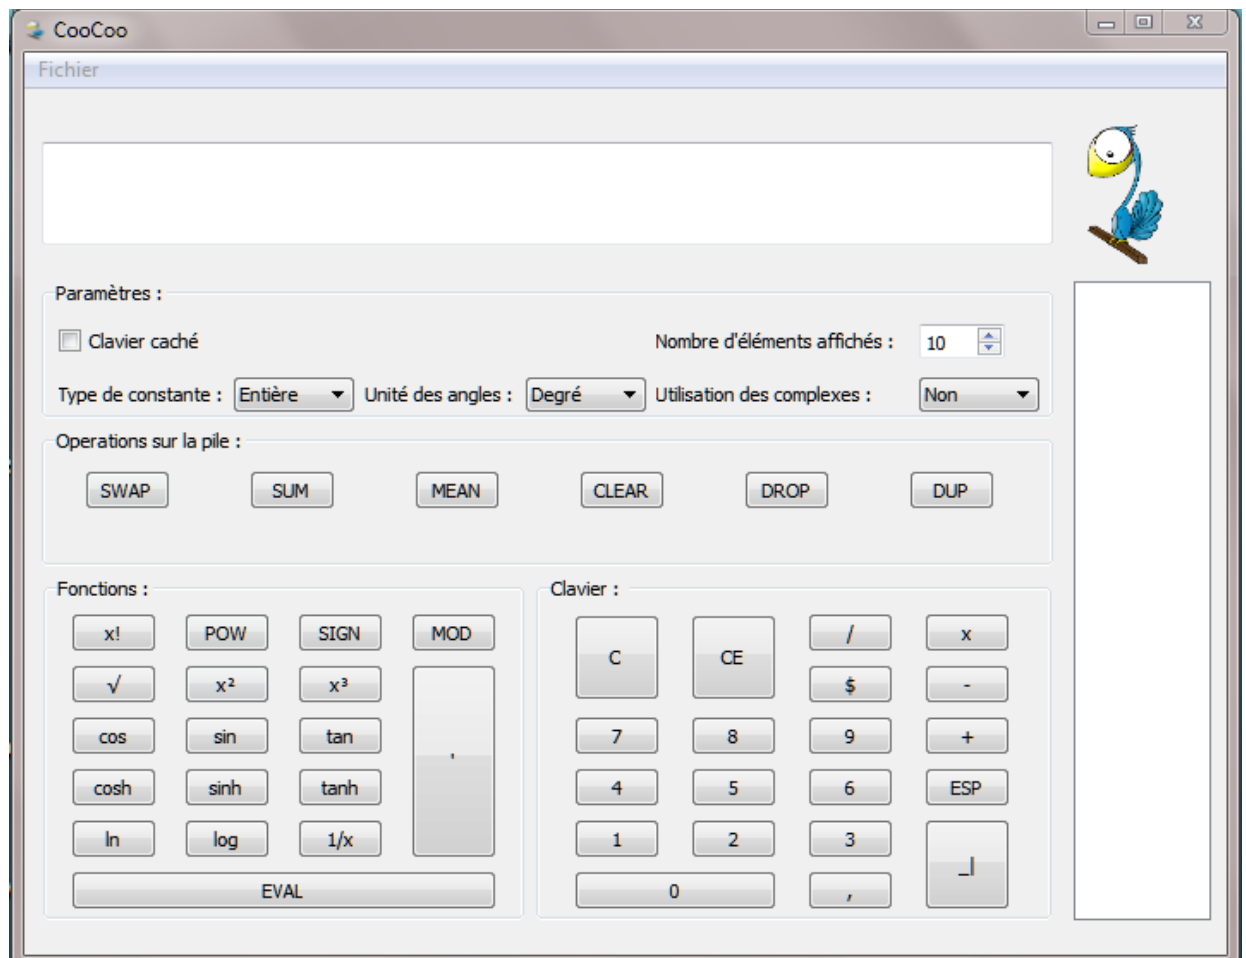 CooCoo
Fichier
Paramètres :
Clavier caché
Nombre d'éléments affichés : 10
Type de constante : Entière Unité des angles : Degré Utilisation des complexes : Non
Operations sur la pile :
SWAP SUM MEAN CLEAR DROP DUP
Fonctions :
x! POW SIGN MOD
√ x² x³
cos sin tan '
cosh sinh tanh
ln log 1/x
EVAL
Clavier :
C CE / x
$ -
7 8 9 +
4 5 6 ESP
1 2 3 _|
0 ,